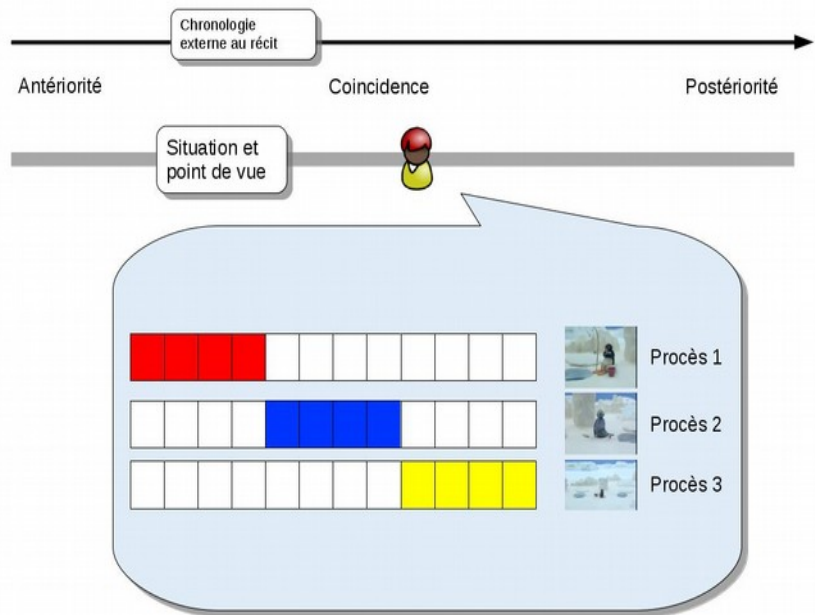 Chronologie
externe au récit
Antériorité
Coincidence
Postériorité
Situation et
point de vue
Procès 1
Procès 2
Procès 3